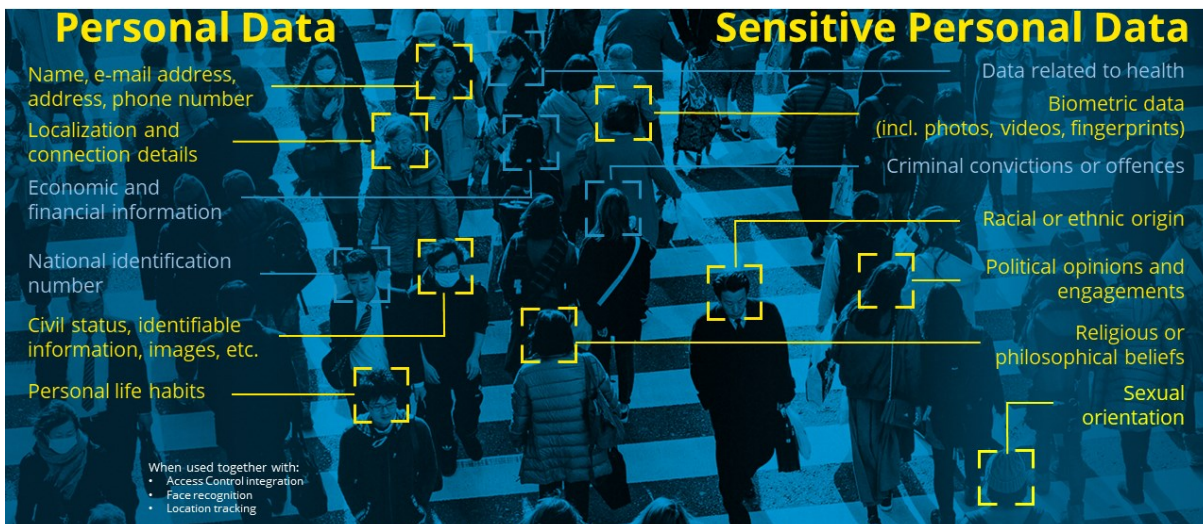 Personal Data
Name, e-mail address,
address, phone number
Localization and
connection details
Economic and
financial information
National identification
number
Civil status, identifiable
information, images, etc.
Personal life habits
When used together with:
• Access Control integration
• Face recognition
• Location tracking
Sensitive Personal Data
Data related to health
Biometric data
(incl. photos, videos, fingerprints)
Criminal convictions or offences
Racial or ethnic origin
Political opinions and
engagements
Religious or
philosophical beliefs
Sexual
orientation